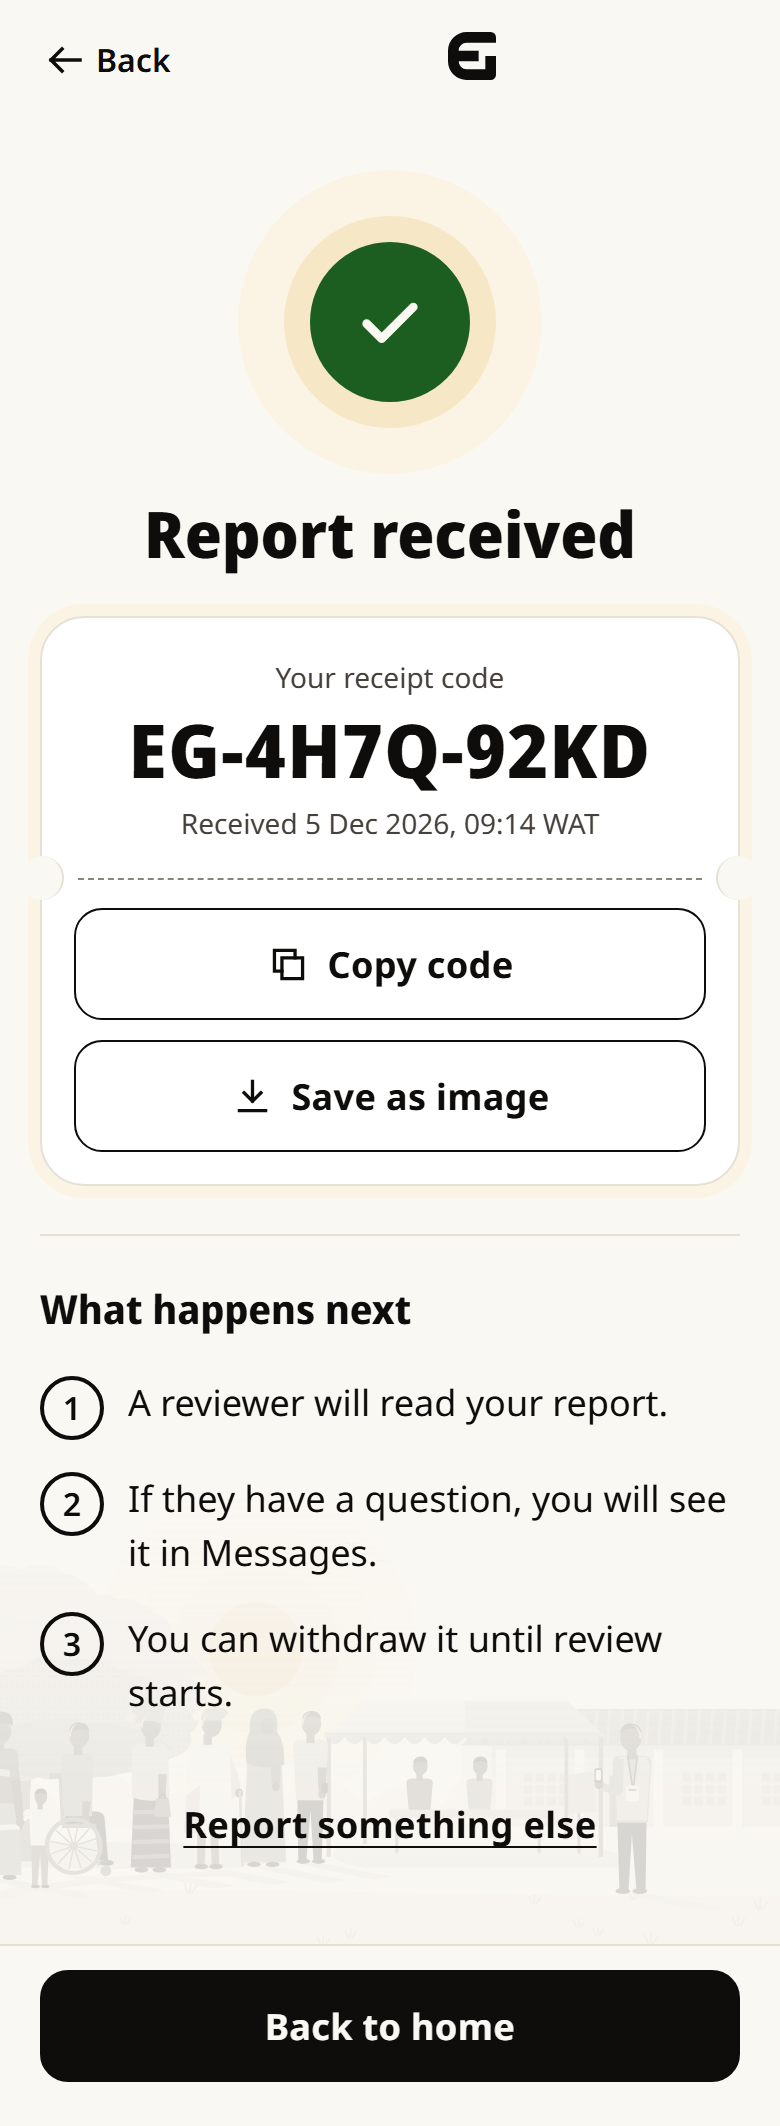 Back
EG
Report received
Your receipt code
EG-4H7Q-92KD
Received 5 Dec 2026, 09:14 WAT
Copy code
Save as image
What happens next
1 A reviewer will read your report.
2 If they have a question, you will see
it in Messages.
3 You can withdraw it until review
starts.
Report something else
Back to home